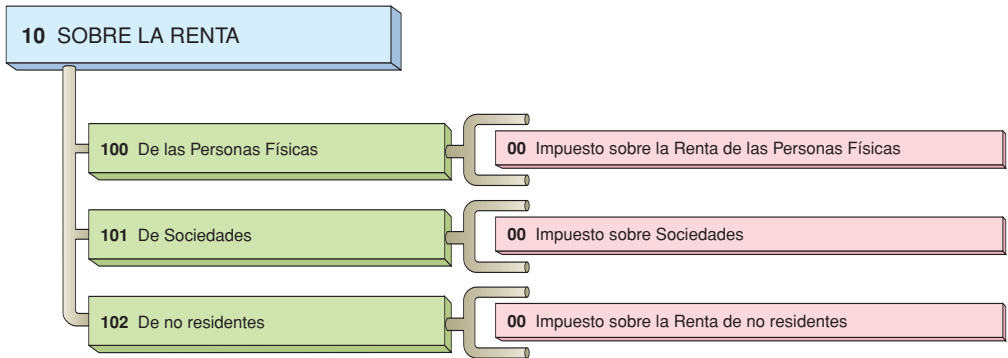 10 SOBRE LA RENTA
100 De las Personas Físicas
00 Impuesto sobre la Renta de las Personas Físicas
101 De Sociedades
00 Impuesto sobre Sociedades
102 De no residentes
00 Impuesto sobre la Renta de no residentes